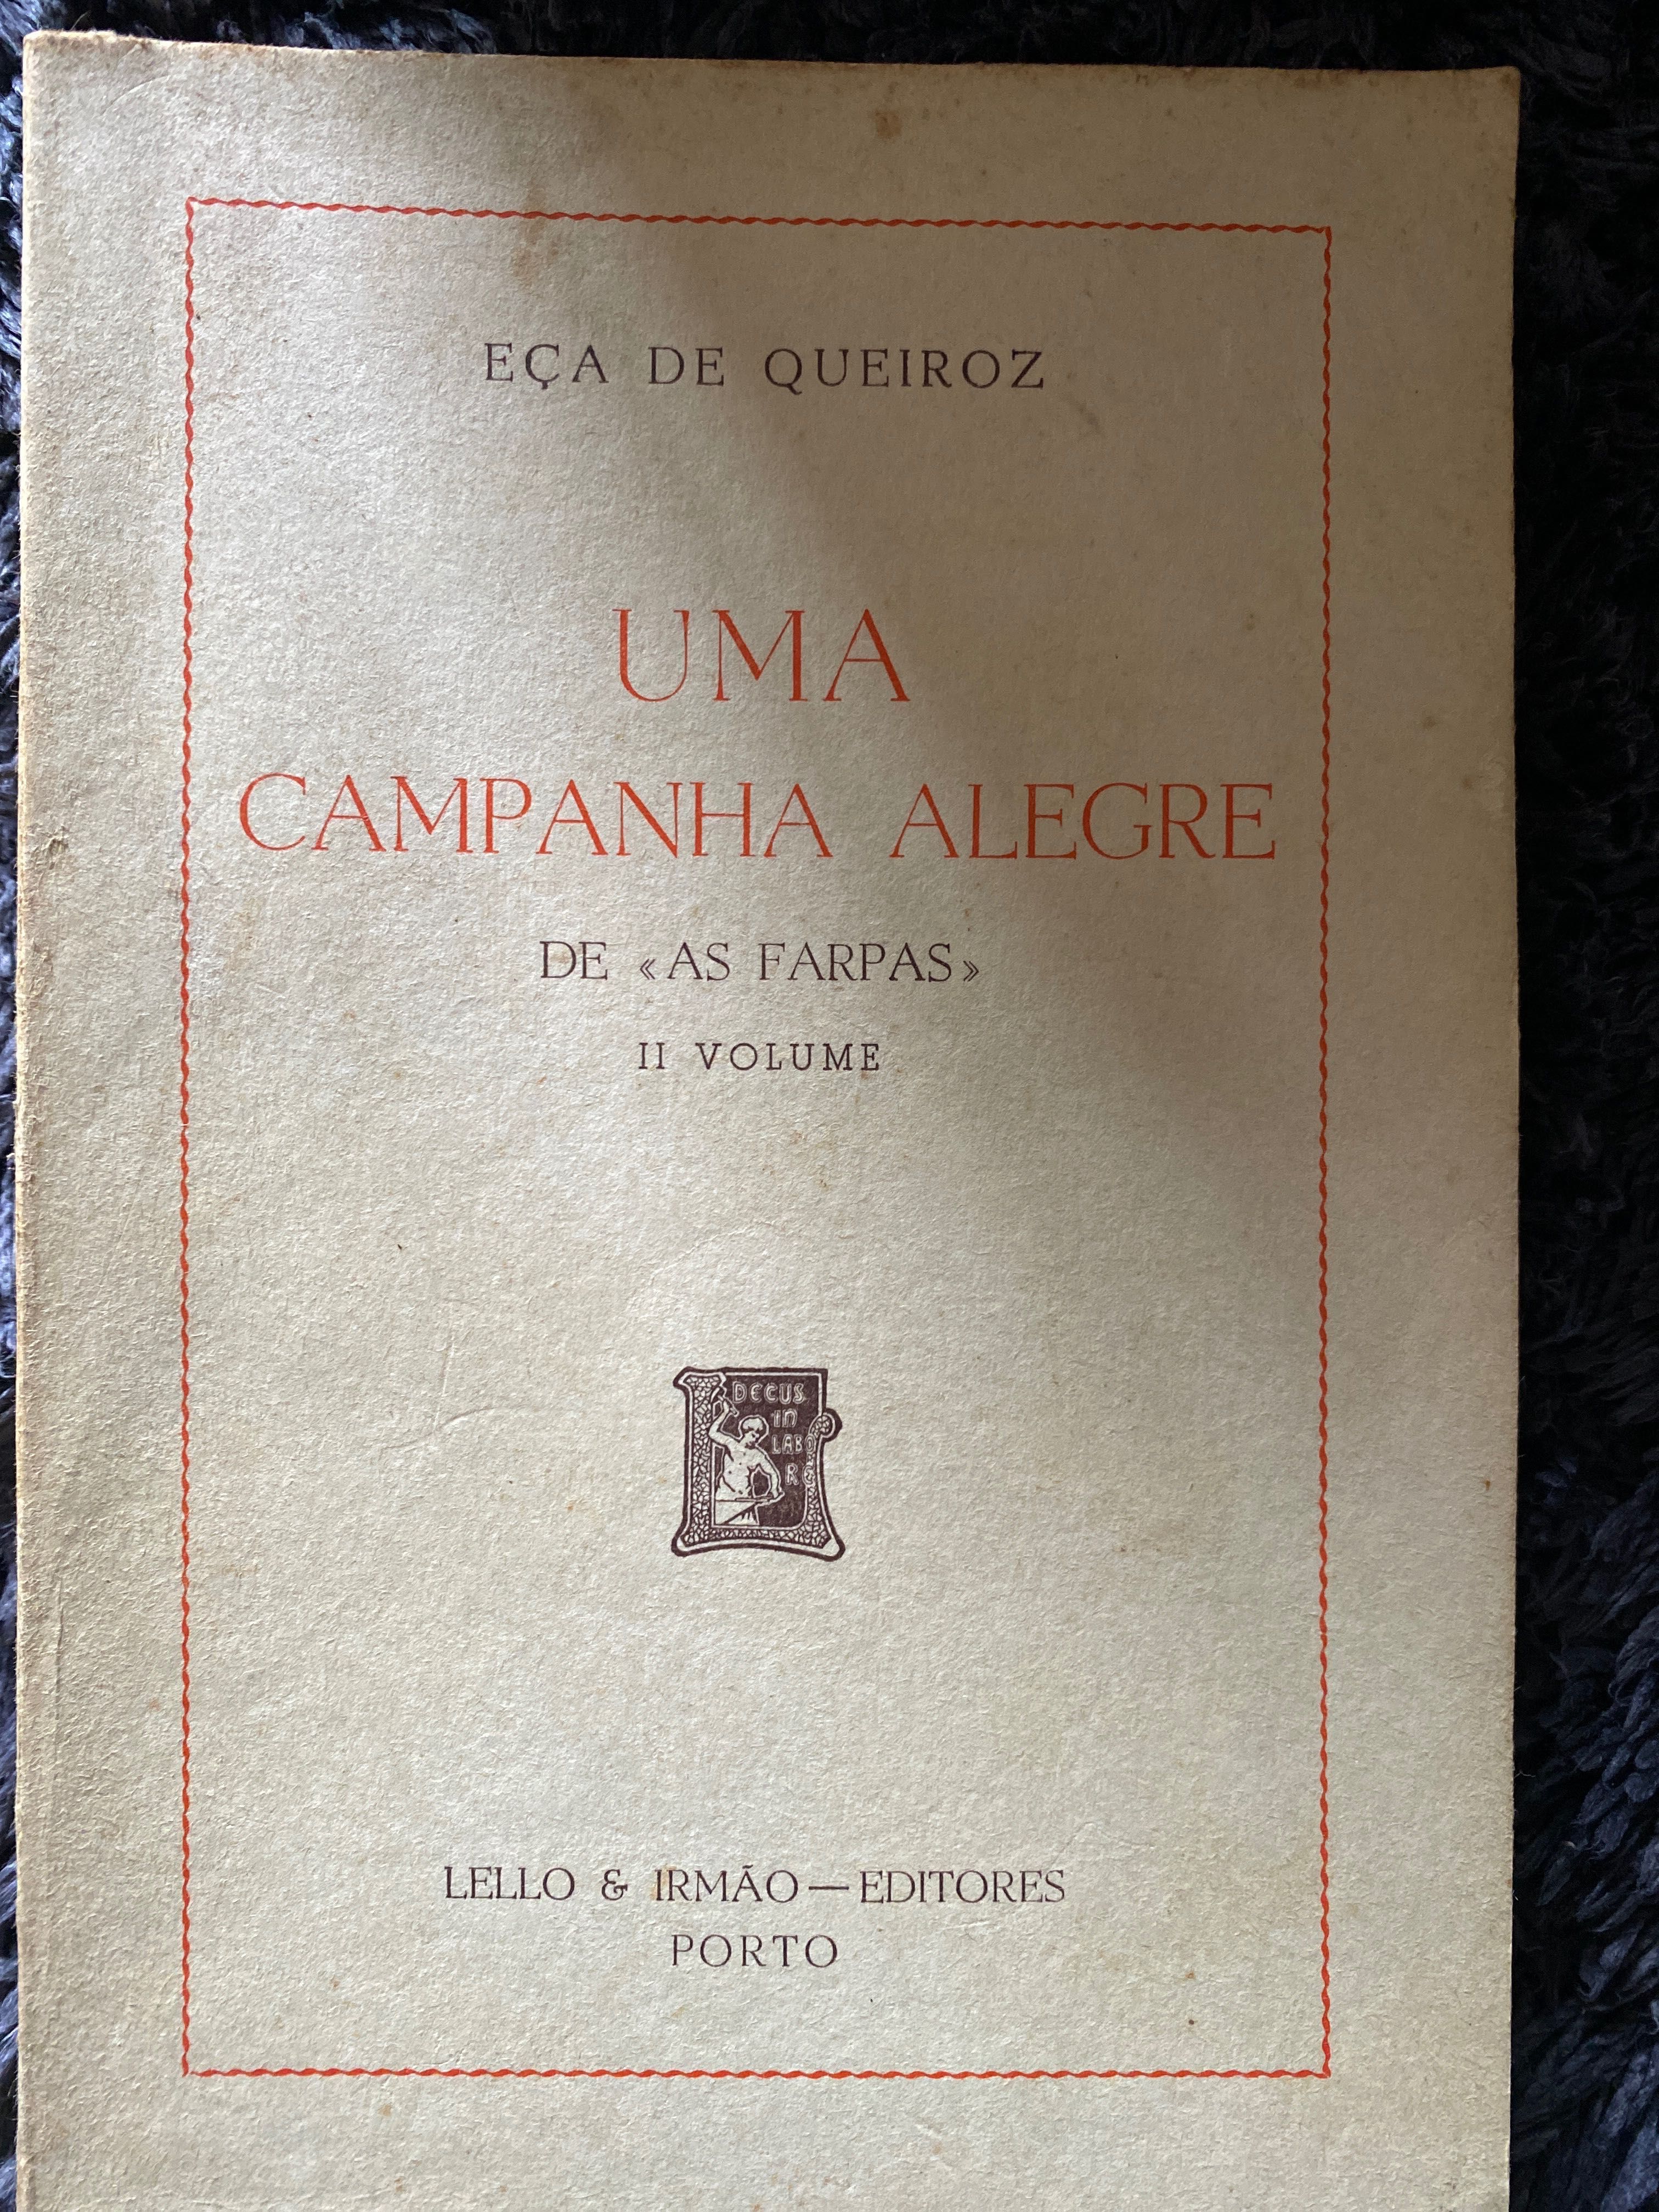 EÇA DE QUEIROZ
UMA
CAMPANHA ALEGRE
DE «AS FARPAS»
II VOLUME
DECUS
IN
LABO
RE
LELLO & IRMÃO—EDITORES
PORTO